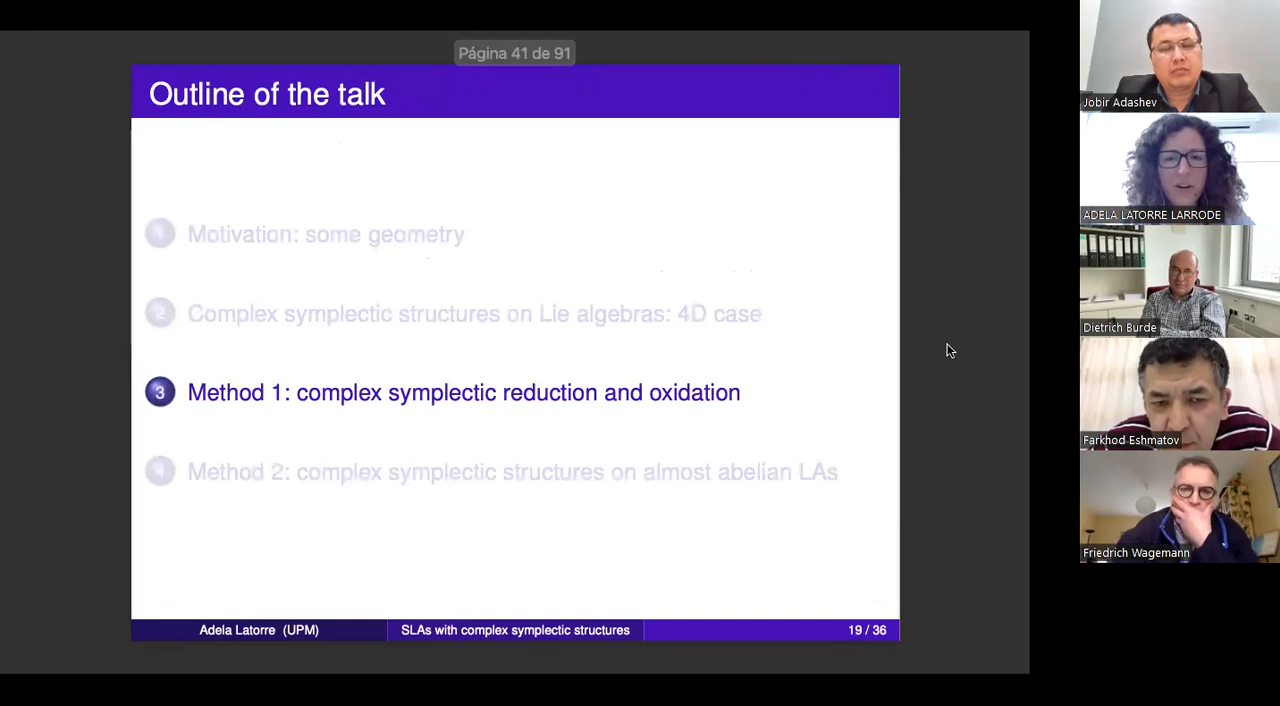 Página 41 de 91
Outline of the talk
1 Motivation: some geometry
2 Complex symplectic structures on Lie algebras: 4D case
3 Method 1: complex symplectic reduction and oxidation
4 Method 2: complex symplectic structures on almost abelian LAs
Adela Latorre (UPM) SLAs with complex symplectic structures 19 / 36
Jobir Adashev
ADELA LATORRE LARRODE
Dietrich Burde
Farkhod Eshmatov
Friedrich Wagemann